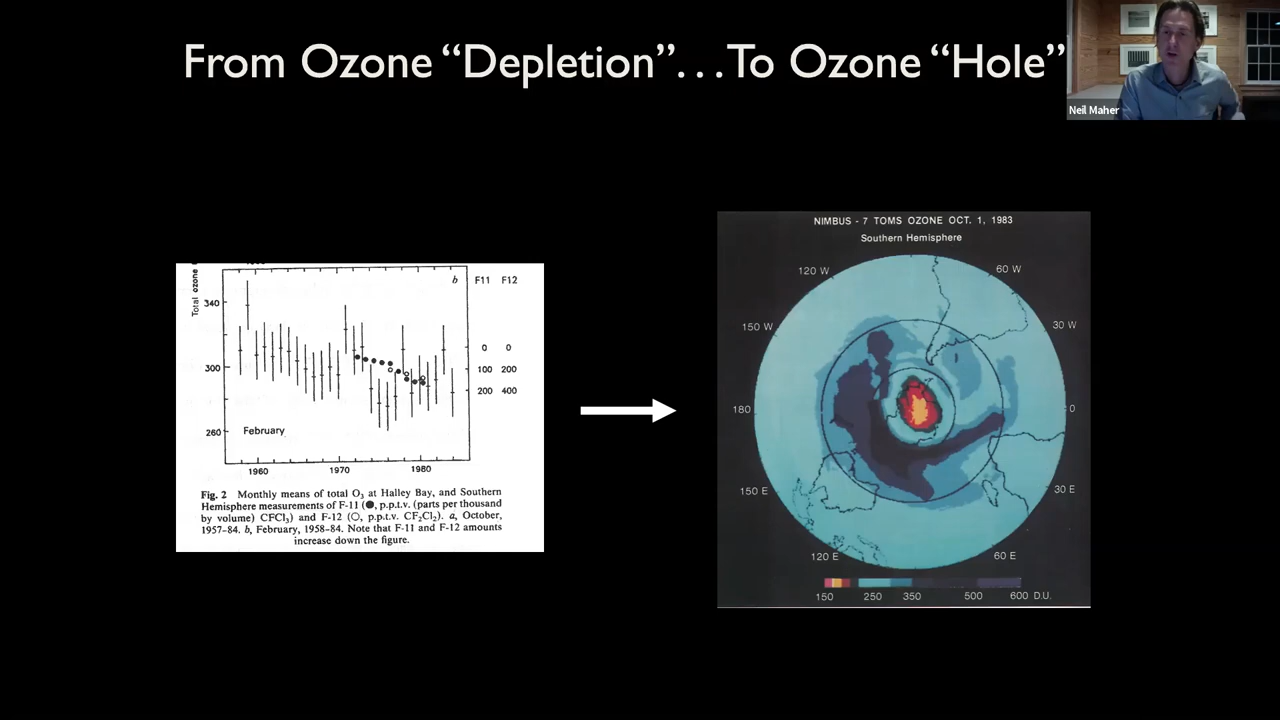 From Ozone “Depletion”…To Ozone “Hole”
Neil Maher
Total ozone
b F11 F12
340
300
260
0 0
100 200
200 400
February
1960 1970 1980
Fig. 2 Monthly means of total O₃ at Halley Bay, and Southern
Hemisphere measurements of F-11 (●, p.p.t.v. (parts per thousand
by volume) CFCl₃) and F-12 (○, p.p.t.v. CF₂Cl₂). a, October,
1957-84. b, February, 1958-84. Note that F-11 and F-12 amounts
increase down the figure.
NIMBUS - 7 TOMS OZONE OCT. 1, 1983
Southern Hemisphere
120 W 60 W
150 W 30 W
180 0
150 E 30 E
120 E 60 E
150 250 350 500 600 D.U.